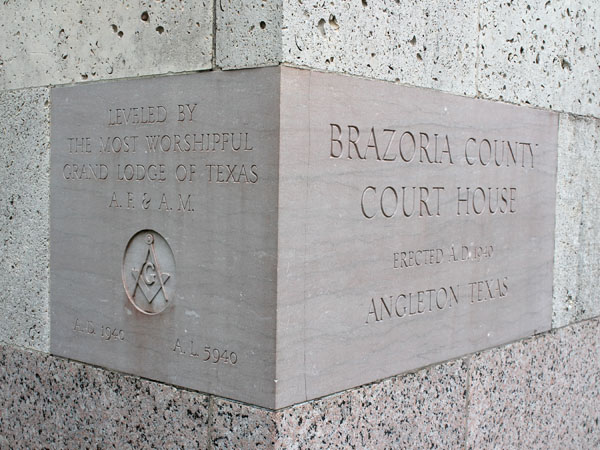 LEVELED BY
THE MOST WORSHIPFUL
GRAND LODGE OF TEXAS
A. F. & A. M.
G
A. D. 1940 A. L. 5940
BRAZORIA COUNTY
COURT HOUSE
ERECTED A. D. 1940
ANGLETON TEXAS